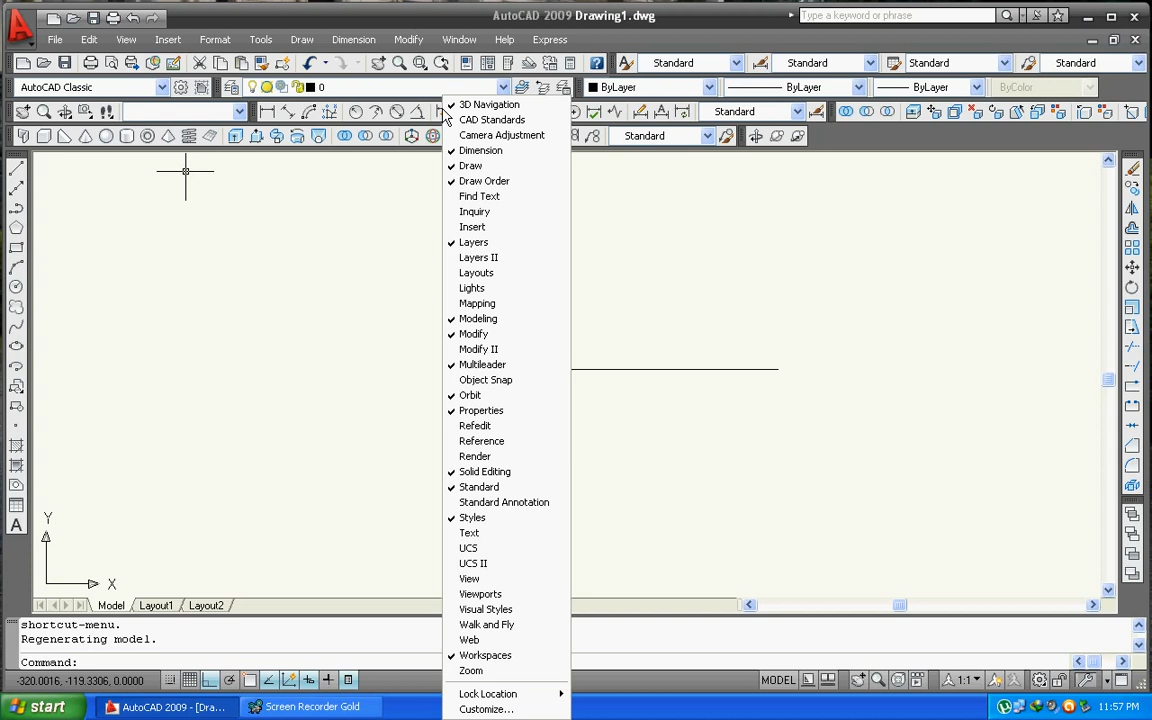 AutoCAD 2009 Drawing1.dwg
Type a keyword or phrase
File Edit View Insert Format Tools Draw Dimension Modify Window Help Express
Standard Standard Standard Standard
AutoCAD Classic 0 ByLayer ByLayer ByLayer ByColor
Standard
Standard
3D Navigation
CAD Standards
Camera Adjustment
Dimension
Draw
Draw Order
Find Text
Inquiry
Insert
Layers
Layers II
Layouts
Lights
Mapping
Modeling
Modify
Modify II
Multileader
Object Snap
Orbit
Properties
Refedit
Reference
Render
Solid Editing
Standard
Standard Annotation
Styles
Text
UCS
UCS II
View
Viewports
Visual Styles
Walk and Fly
Web
Workspaces
Zoom
Lock Location
Customize...
A
Y
X
Model Layout1 Layout2
shortcut-menu.
Regenerating model.
Command:
-320.0016, -119.3306, 0.0000 MODEL 1:1
start AutoCAD 2009 - [Dra... Screen Recorder Gold 11:57 PM